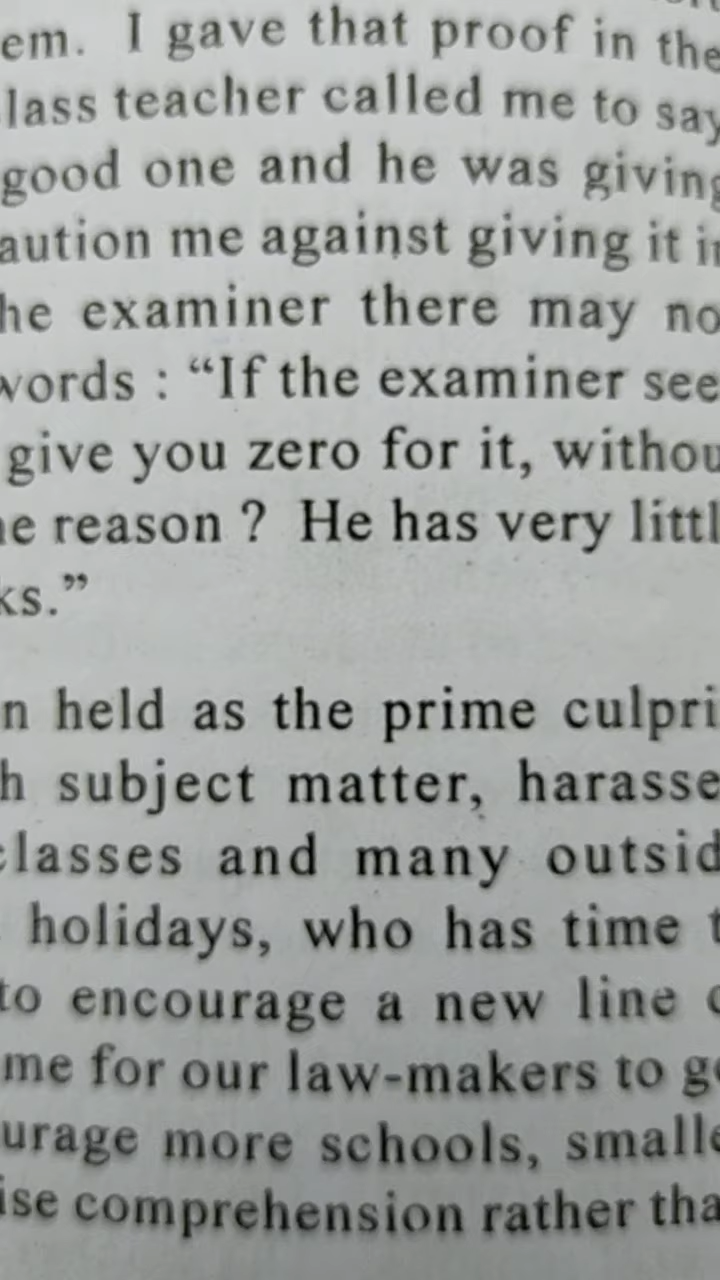 em. I gave that proof in the
lass teacher called me to say
good one and he was giving
aution me against giving it in
he examiner there may no
words : “If the examiner see
give you zero for it, withou
ne reason ? He has very littl
ks.”
n held as the prime culpri
h subject matter, harasse
classes and many outsid
holidays, who has time t
to encourage a new line
me for our law-makers to g
urage more schools, smalle
ise comprehension rather tha